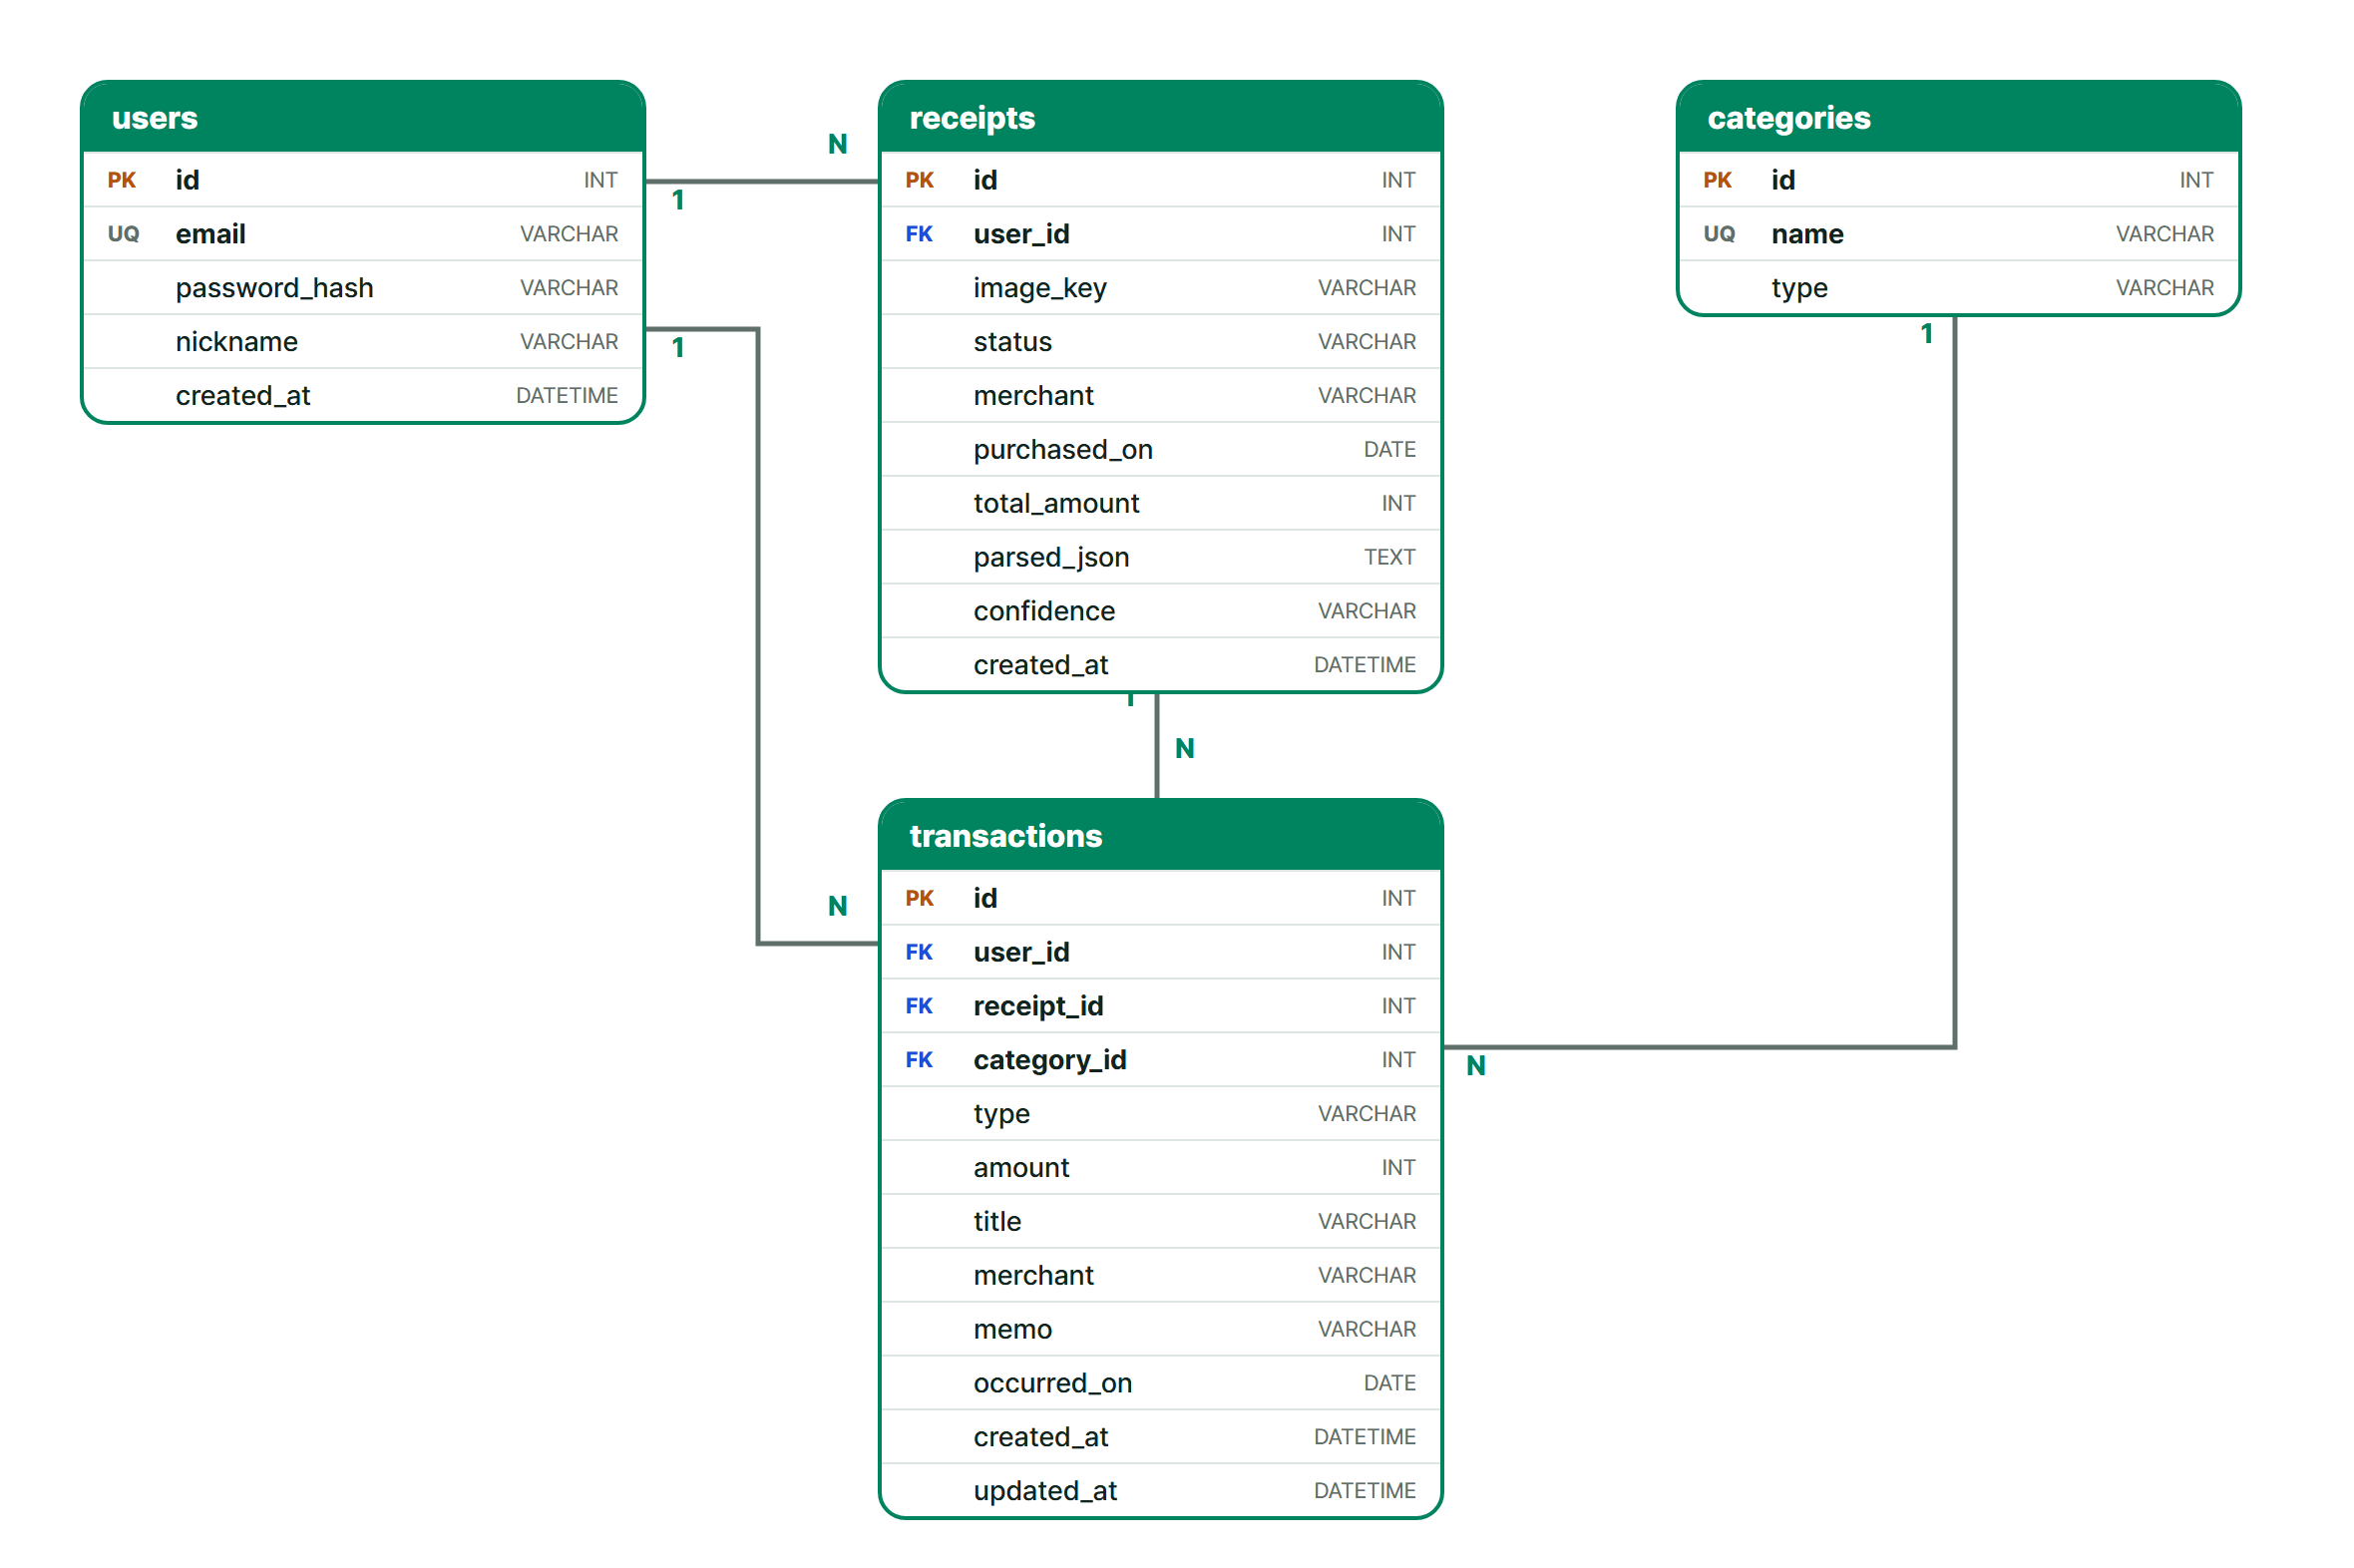 users
PK id INT
UQ email VARCHAR
password_hash VARCHAR
nickname VARCHAR
created_at DATETIME
1
N
1
receipts
PK id INT
FK user_id INT
image_key VARCHAR
status VARCHAR
merchant VARCHAR
purchased_on DATE
total_amount INT
parsed_json TEXT
confidence VARCHAR
created_at DATETIME
categories
PK id INT
UQ name VARCHAR
type VARCHAR
1
1
N
N
transactions
PK id INT
FK user_id INT
FK receipt_id INT
FK category_id INT
type VARCHAR
amount INT
title VARCHAR
merchant VARCHAR
memo VARCHAR
occurred_on DATE
created_at DATETIME
updated_at DATETIME
N